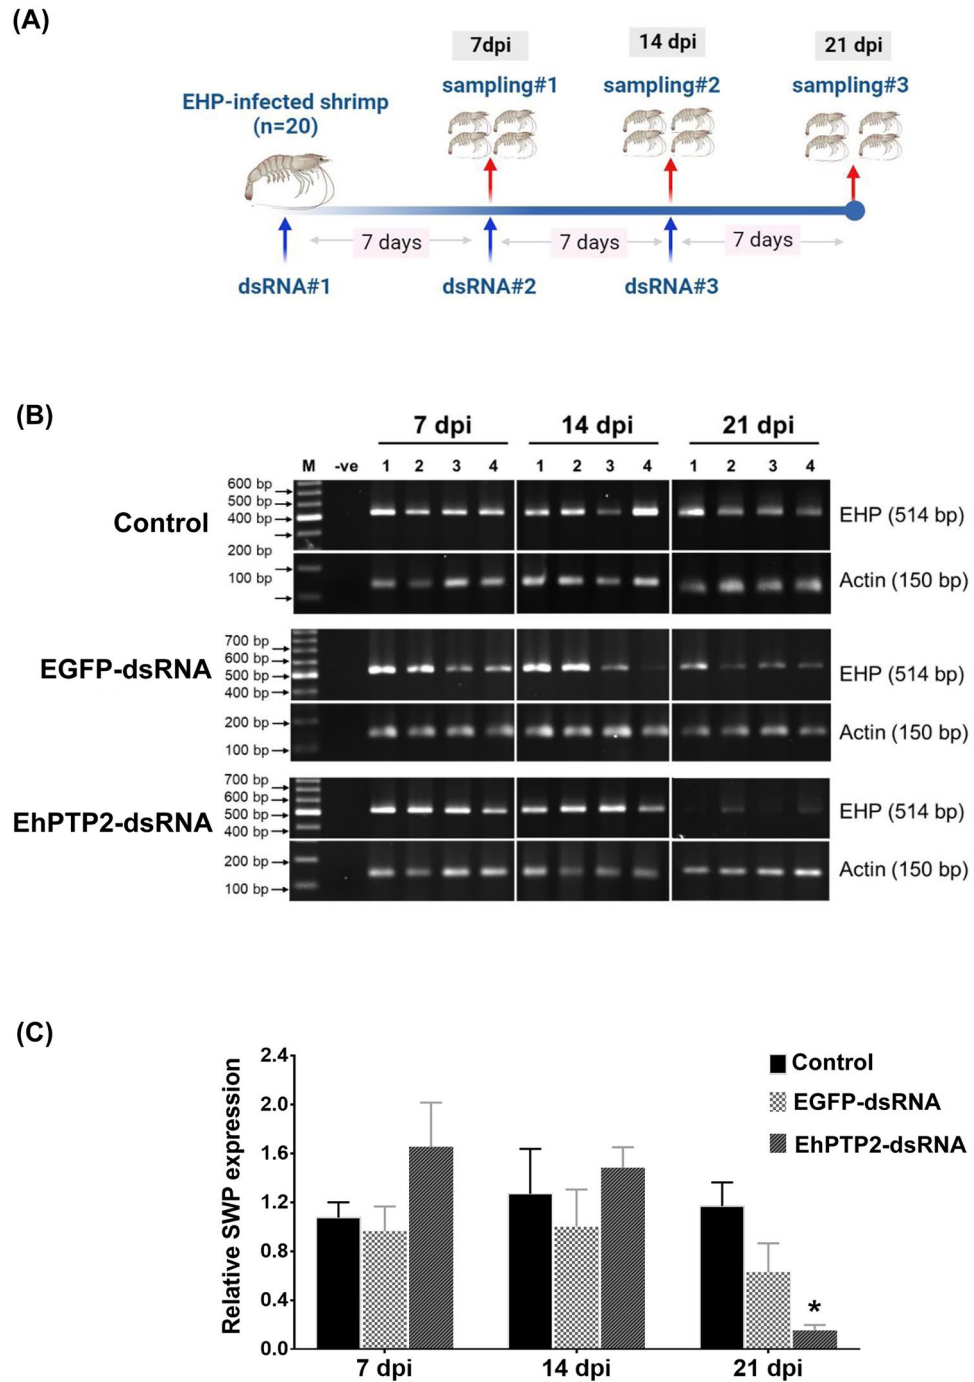 (A)
7dpi
14 dpi
21 dpi
sampling#1
sampling#2
sampling#3
EHP-infected shrimp
(n=20)
7 days
7 days
7 days
dsRNA#1
dsRNA#2
dsRNA#3
(B)
7 dpi
14 dpi
21 dpi
M -ve 1 2 3 4 1 2 3 4 1 2 3 4
Control
600 bp
500 bp
400 bp
200 bp
100 bp
EHP (514 bp)
Actin (150 bp)
EGFP-dsRNA
700 bp
600 bp
500 bp
400 bp
200 bp
100 bp
EHP (514 bp)
Actin (150 bp)
EhPTP2-dsRNA
700 bp
600 bp
500 bp
400 bp
200 bp
100 bp
EHP (514 bp)
Actin (150 bp)
(C)
Relative SWP expression
2.4
2.0
1.6
1.2
0.8
0.4
0.0
Control
EGFP-dsRNA
EhPTP2-dsRNA
*
7 dpi
14 dpi
21 dpi